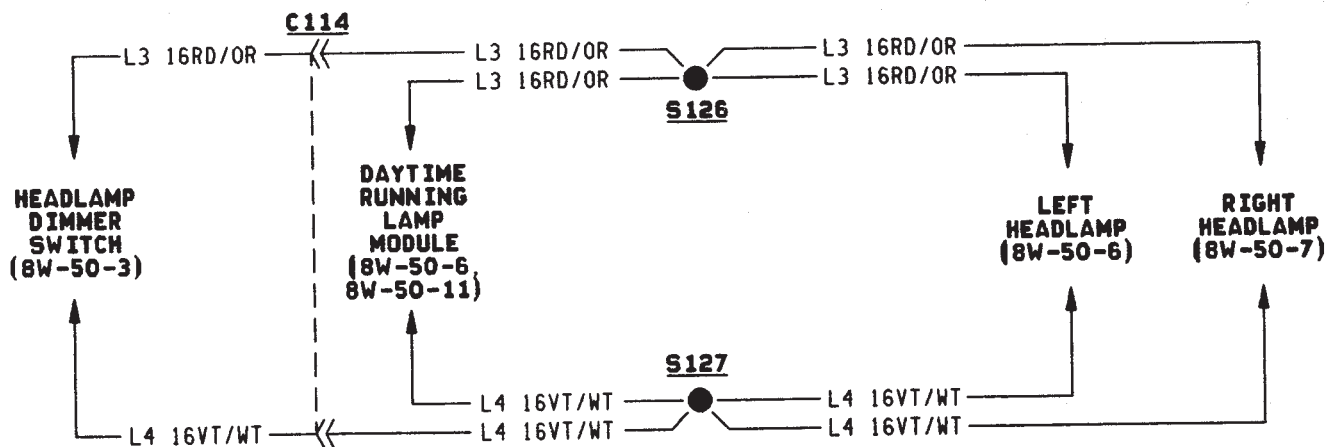 C114
L3 16RD/OR
L3 16RD/OR
L3 16RD/OR
L3 16RD/OR
L3 16RD/OR
S126
HEADLAMP
DIMMER
SWITCH
(8W-50-3)
DAYTIME
RUNNING
LAMP
MODULE
(8W-50-6,
8W-50-11)
LEFT
HEADLAMP
(8W-50-6)
RIGHT
HEADLAMP
(8W-50-7)
S127
L4 16VT/WT
L4 16VT/WT
L4 16VT/WT
L4 16VT/WT
L4 16VT/WT